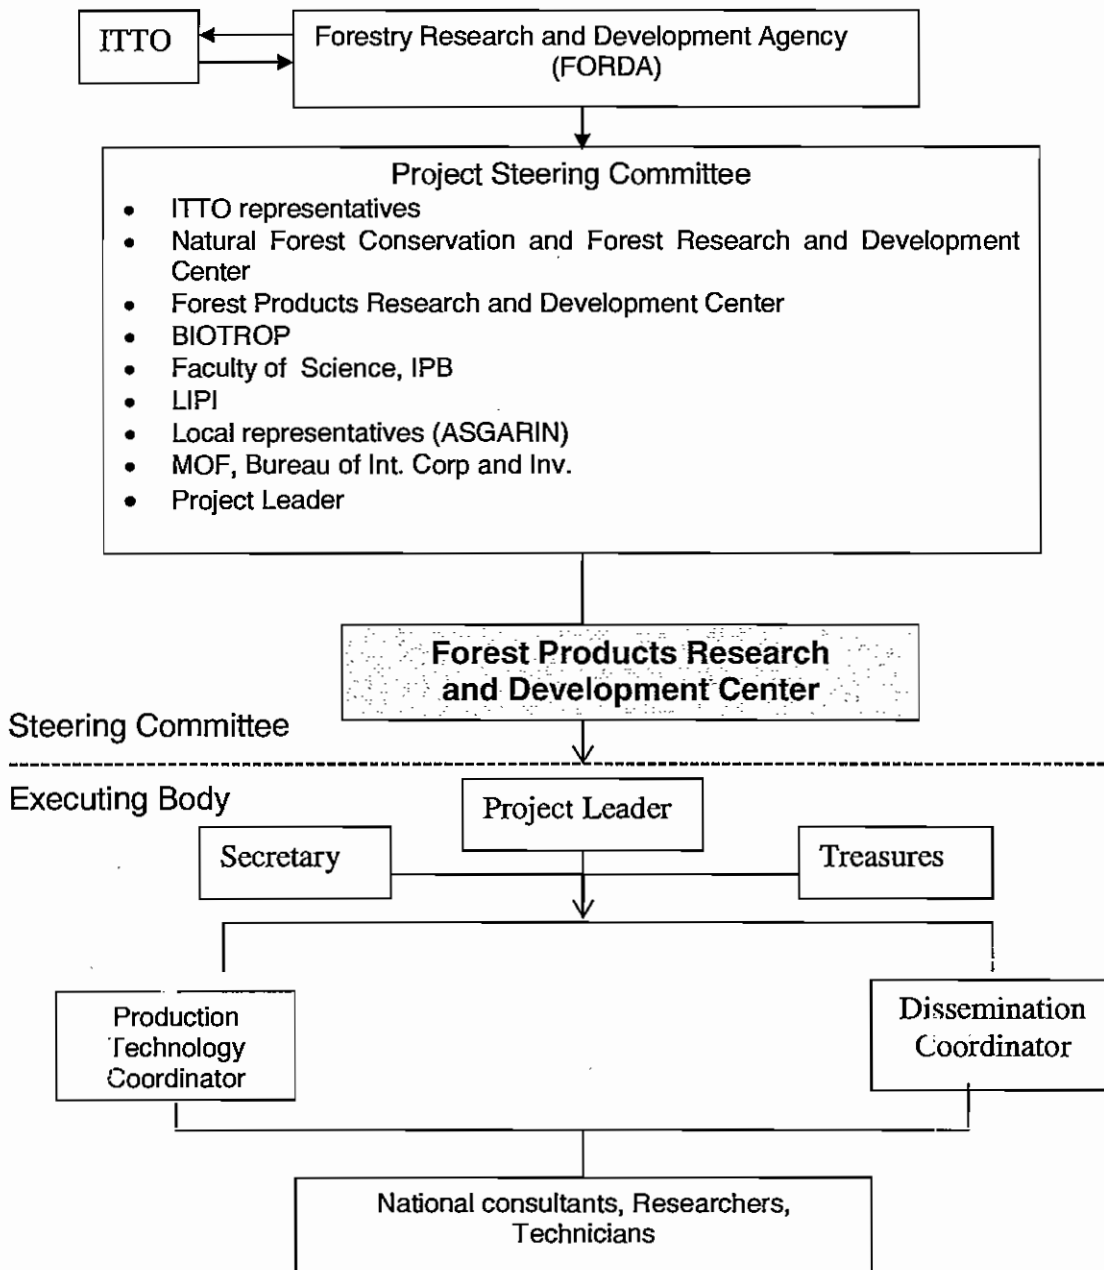 ITTO
Forestry Research and Development Agency
(FORDA)
Project Steering Committee
• ITTO representatives
• Natural Forest Conservation and Forest Research and Development
Center
• Forest Products Research and Development Center
• BIOTROP
• Faculty of Science, IPB
• LIPI
• Local representatives (ASGARIN)
• MOF, Bureau of Int. Corp and Inv.
• Project Leader
Forest Products Research
and Development Center
Steering Committee
Executing Body
Project Leader
Secretary
Treasures
Production
Technology
Coordinator
Dissemination
Coordinator
National consultants, Researchers,
Technicians